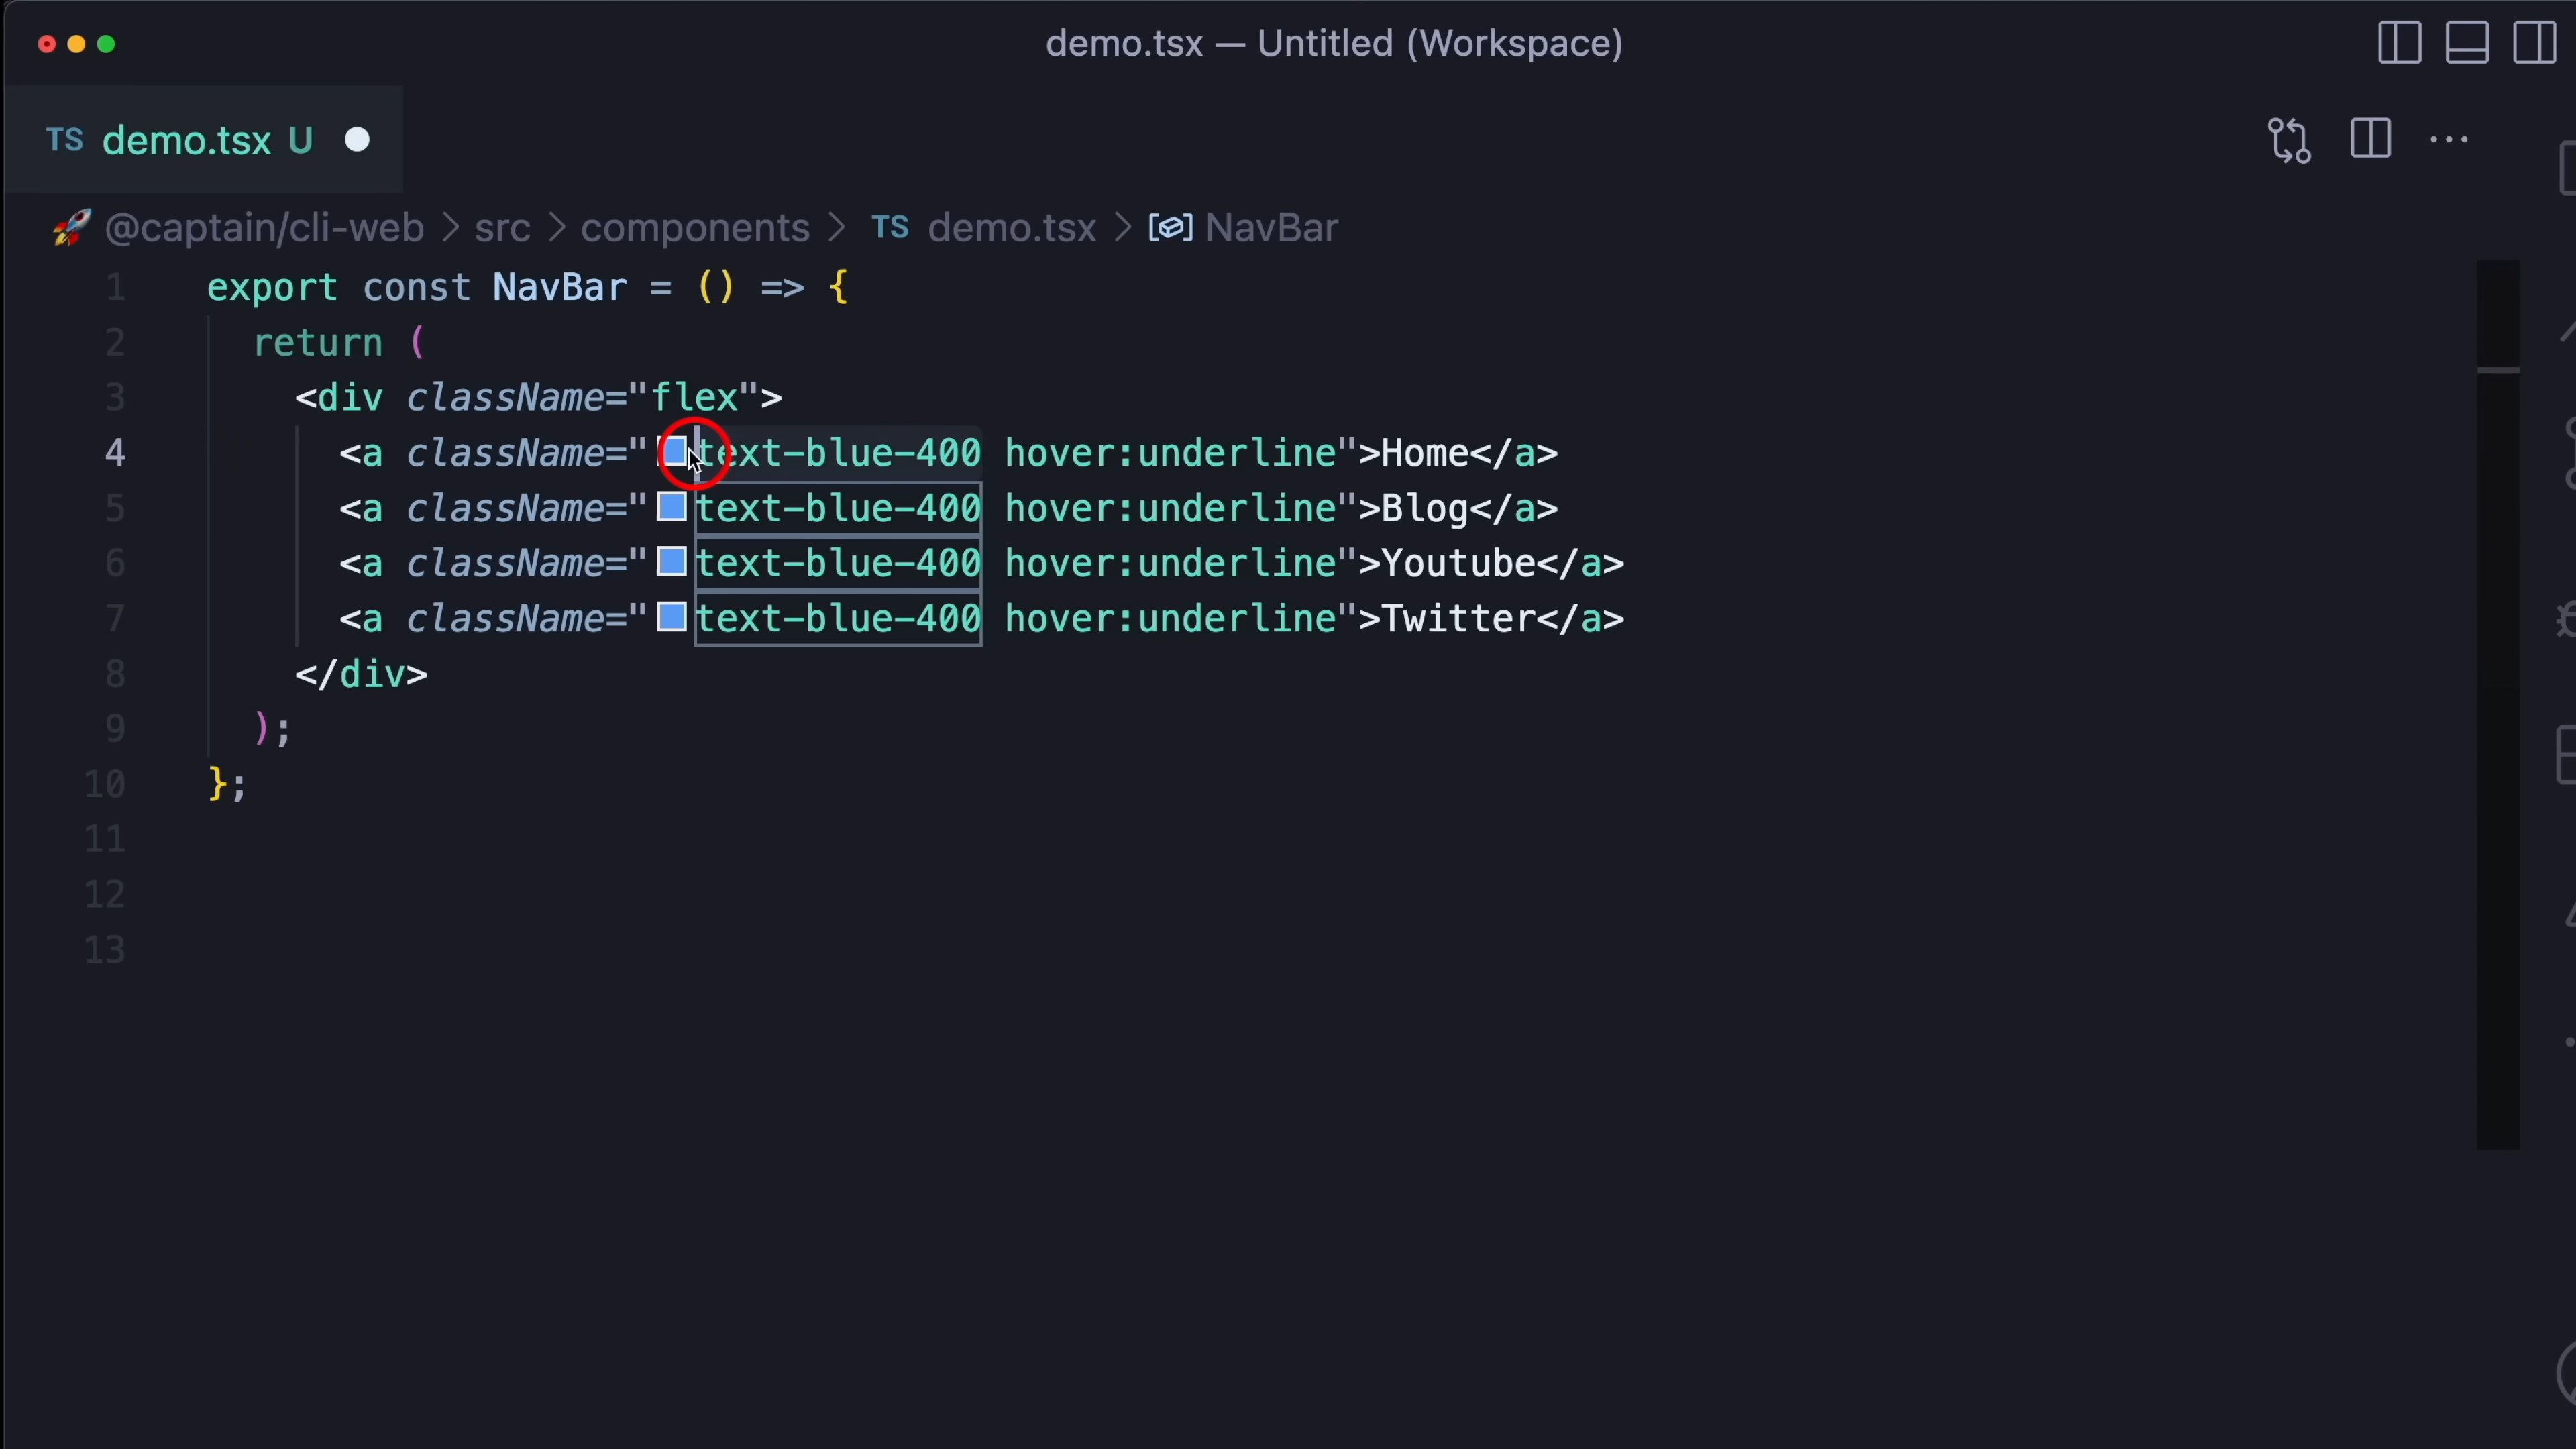 demo.tsx — Untitled (Workspace)
TS demo.tsx U
@captain/cli-web > src > components > TS demo.tsx > NavBar
1 export const NavBar = () => {
2 return (
3 <div className="flex">
4 <a className="text-blue-400 hover:underline">Home</a>
5 <a className="text-blue-400 hover:underline">Blog</a>
6 <a className="text-blue-400 hover:underline">Youtube</a>
7 <a className="text-blue-400 hover:underline">Twitter</a>
8 </div>
9 );
10 };
11
12
13